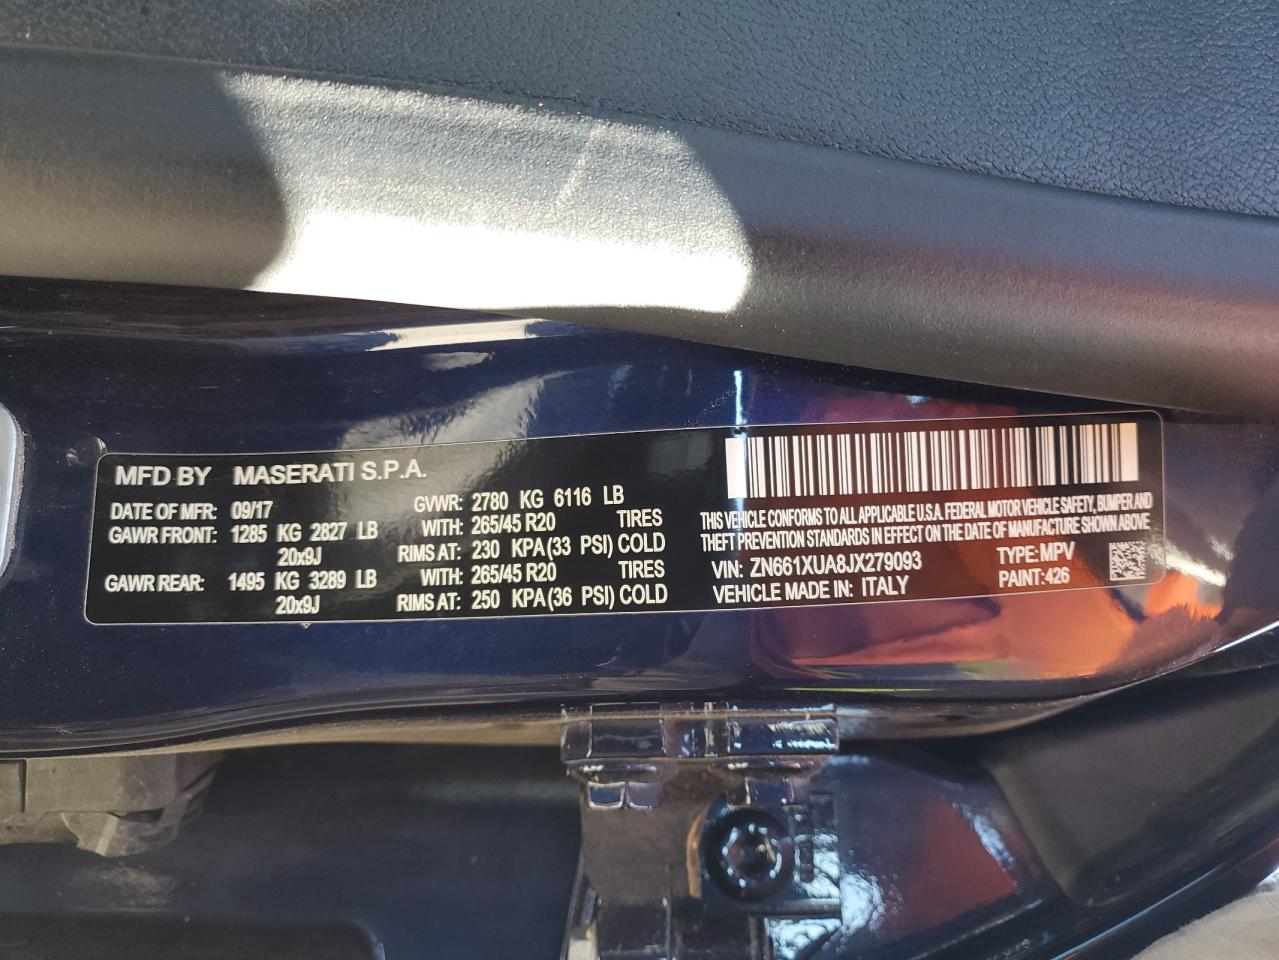 MFD BY MASERATI S.P.A.
DATE OF MFR: 09/17 GVWR: 2780 KG 6116 LB
GAWR FRONT: 1285 KG 2827 LB WITH: 265/45 R20 TIRES
20x9J RIMS AT: 230 KPA (33 PSI) COLD
GAWR REAR: 1495 KG 3289 LB WITH: 265/45 R20 TIRES
20x9J RIMS AT: 250 KPA (36 PSI) COLD
THIS VEHICLE CONFORMS TO ALL APPLICABLE U.S.A. FEDERAL MOTOR VEHICLE SAFETY, BUMPER AND
THEFT PREVENTION STANDARDS IN EFFECT ON THE DATE OF MANUFACTURE SHOWN ABOVE
VIN: ZN661XUA8JX279093 TYPE: MPV
VEHICLE MADE IN: ITALY PAINT: 426